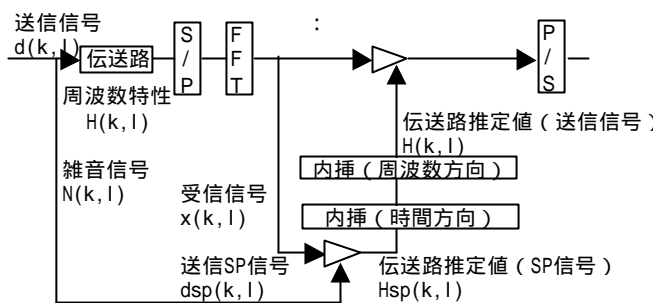 送信信号
d(k,l)
伝送路
S/P
FFT
:
P/S
周波数特性
H(k,l)
雑音信号
N(k,l)
受信信号
x(k,l)
伝送路推定値(送信信号)
H(k,l)
内挿(周波数方向)
内挿(時間方向)
送信SP信号
dsp(k,l)
伝送路推定値(SP信号)
Hsp(k,l)